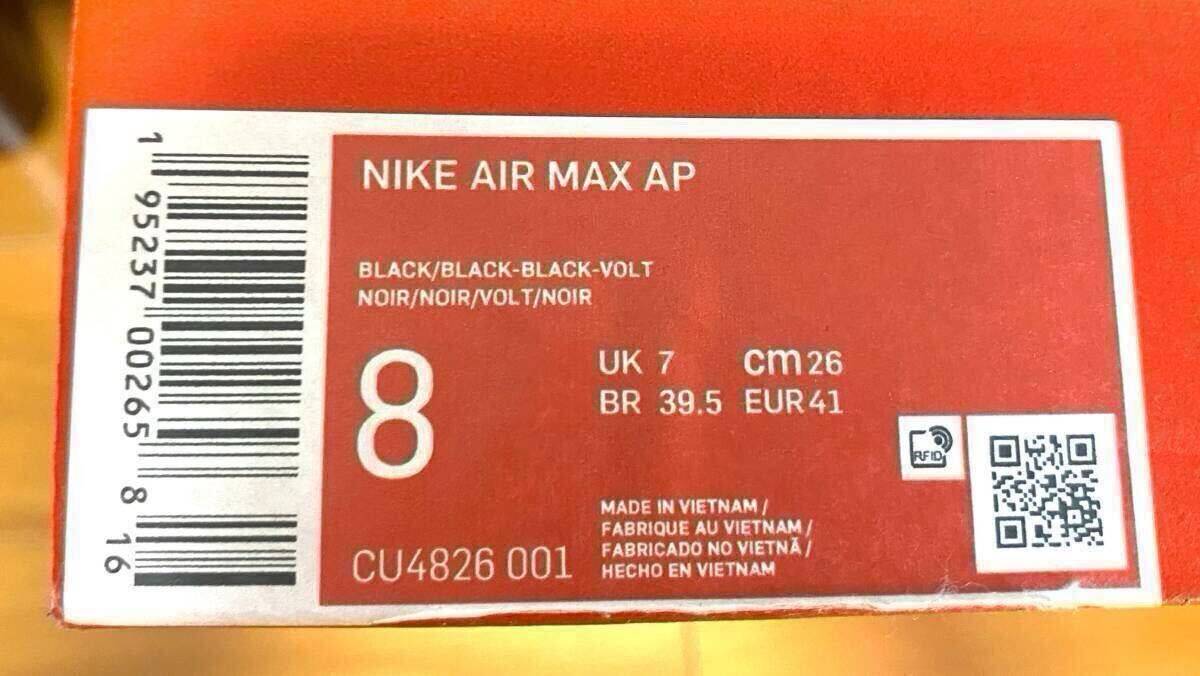 NIKE AIR MAX AP
BLACK/BLACK-BLACK-VOLT
NOIR/NOIR/VOLT/NOIR
8
UK 7 cm 26
BR 39.5 EUR 41
RFID
MADE IN VIETNAM /
FABRIQUE AU VIETNAM /
FABRICADO NO VIETNÃ /
HECHO EN VIETNAM
CU4826 001
1 95237 00265 8 16